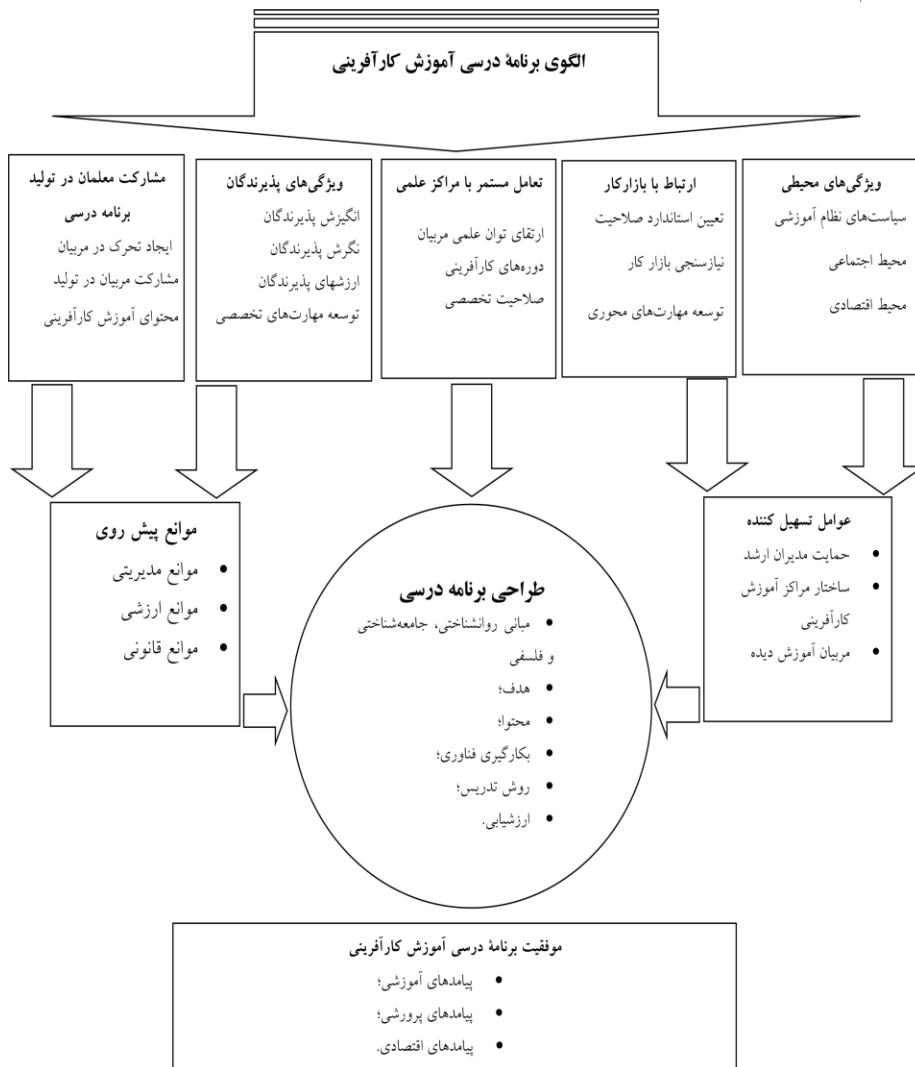 الگوی برنامۀ درسی آموزش کارآفرینی
ویژگی‌های محیطی
سیاست‌های نظام آموزشی
محیط اجتماعی
محیط اقتصادی
ارتباط با بازارکار
تعیین استاندارد صلاحیت
نیازسنجی بازار کار
توسعه مهارت‌های محوری
تعامل مستمر با مراکز علمی
ارتقای توان علمی مربیان
دوره‌های کارآفرینی
صلاحیت تخصصی
ویژگی‌های پذیرندگان
انگیزش پذیرندگان
نگرش پذیرندگان
ارزشهای پذیرندگان
توسعه مهارت‌های تخصصی
مشارکت معلمان در تولید
برنامه درسی
ایجاد تحرک در مربیان
مشارکت مربیان در تولید
محتوای آموزش کارآفرینی
عوامل تسهیل کننده
• حمایت مدیران ارشد
• ساختار مراکز آموزش
کارآفرینی
• مربیان آموزش دیده
طراحی برنامه درسی
• مبانی روانشناختی، جامعه‌شناختی
و فلسفی
• هدف؛
• محتوا؛
• بکارگیری فناوری؛
• روش تدریس؛
• ارزشیابی.
موانع پیش روی
• موانع مدیریتی
• موانع ارزشی
• موانع قانونی
موفقیت برنامۀ درسی آموزش کارآفرینی
• پیامدهای آموزشی؛
• پیامدهای پرورشی؛
• پیامدهای اقتصادی.